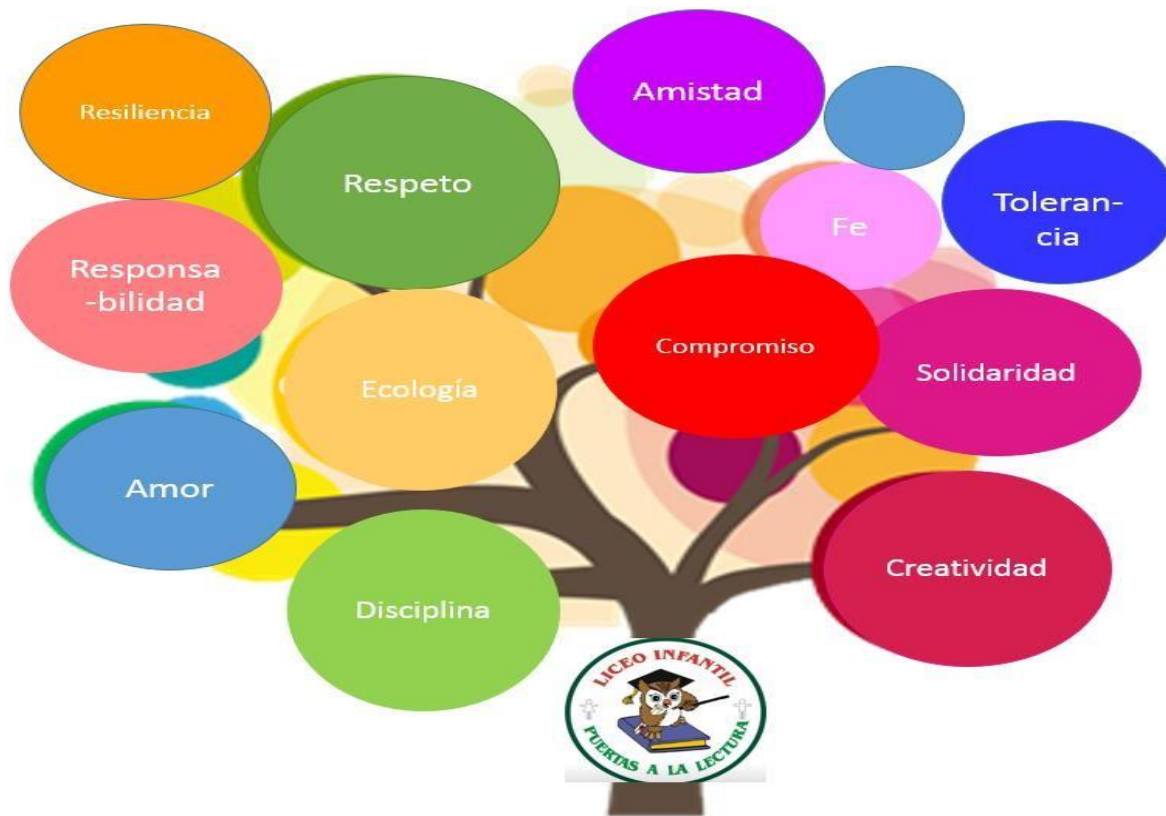 Resiliencia
Respeto
Amistad
Toleran-
cia
Fe
Responsa
-bilidad
Compromiso
Solidaridad
Ecología
Amor
Creatividad
Disciplina
LICEO INFANTIL
PUERTAS A LA LECTURA